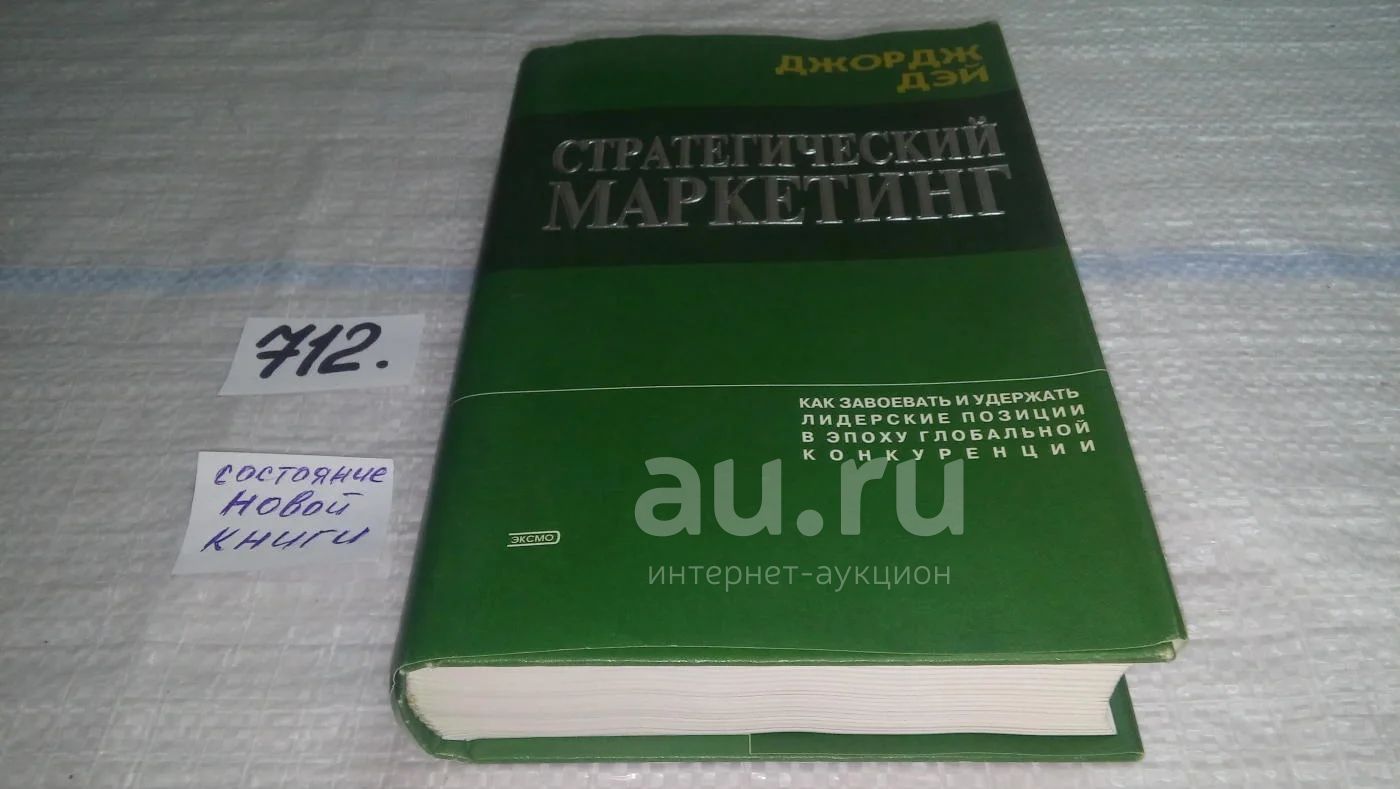 ДЖОРДЖ
ДЭЙ
СТРАТЕГИЧЕСКИЙ
МАРКЕТИНГ
712.
КАК ЗАВОЕВАТЬ И УДЕРЖАТЬ
ЛИДЕРСКИЕ ПОЗИЦИИ
В ЭПОХУ ГЛОБАЛЬНОЙ
КОНКУРЕНЦИИ
состояние
новой
книги
ЭКСМО
au.ru
интернет-аукцион